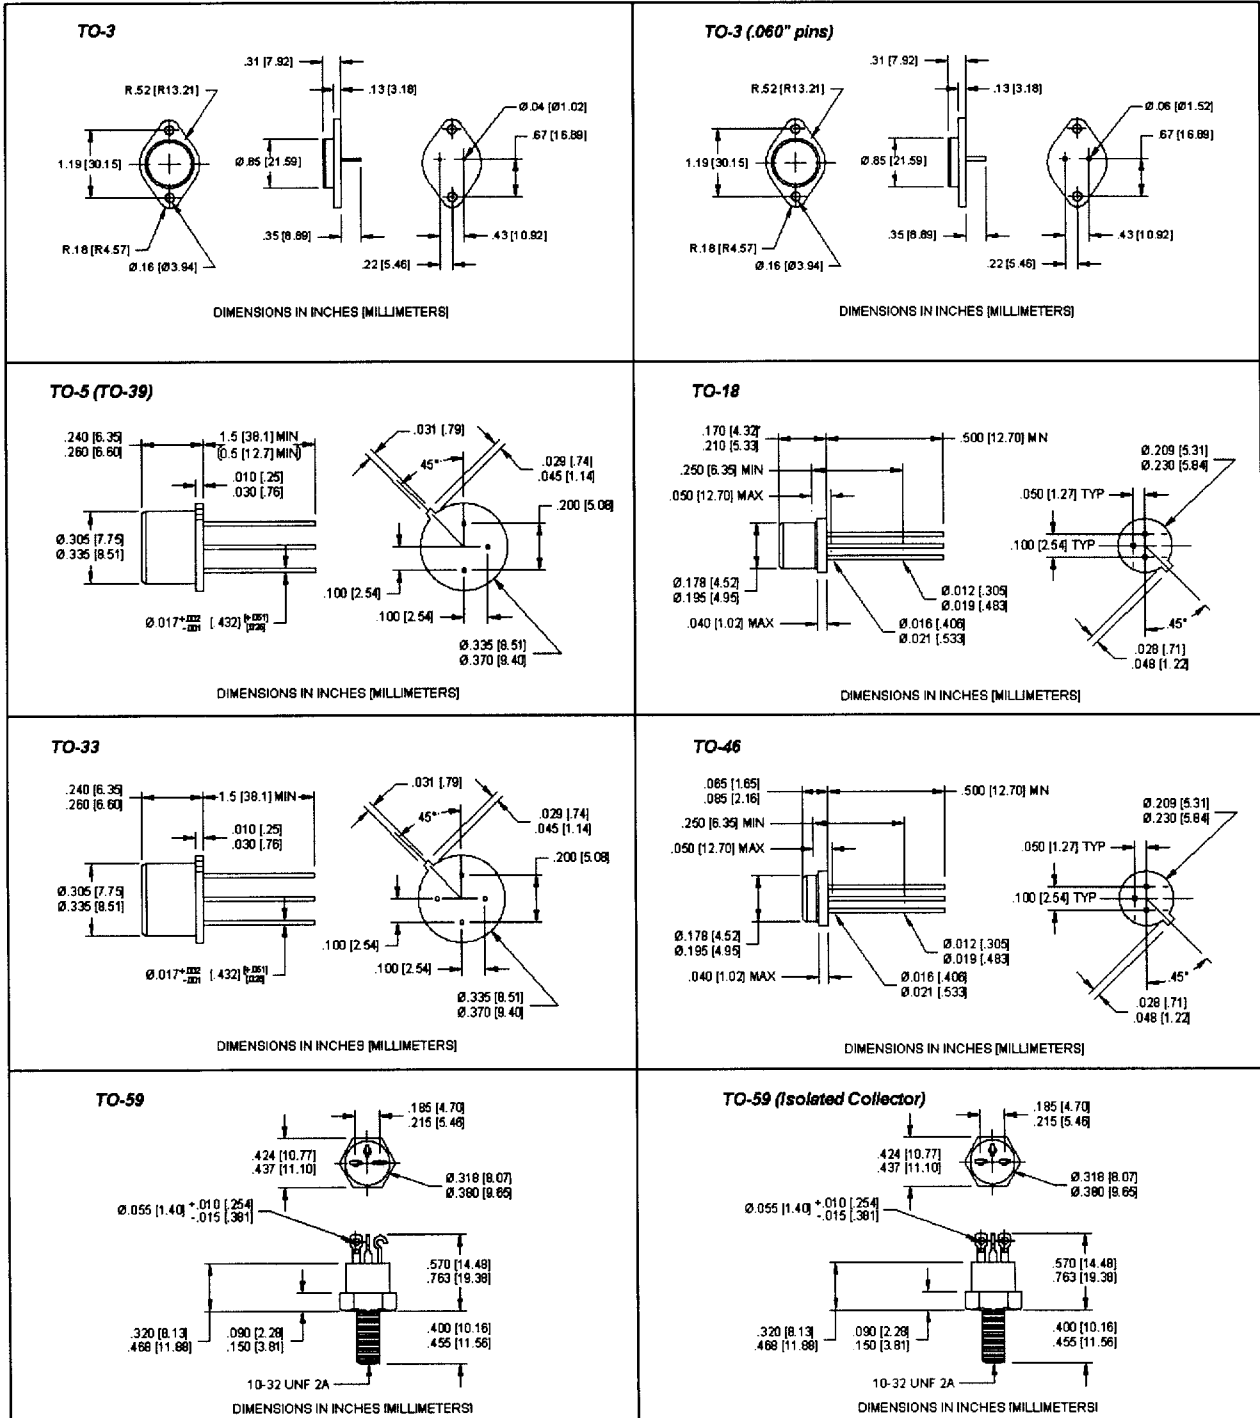 TO-3
.31 [7.92]
R.52 [R13.21]
.13 [3.18]
Ø.04 [Ø1.02]
.67 [16.89]
1.19 [30.15]
Ø.85 [21.59]
.35 [8.89]
.43 [10.92]
R.18 [R4.57]
Ø.16 [Ø3.94]
.22 [5.46]
DIMENSIONS IN INCHES [MILLIMETERS]
TO-3 (.060" pins)
.31 [7.92]
R.52 [R13.21]
.13 [3.18]
Ø.06 [Ø1.52]
.67 [16.89]
1.19 [30.15]
Ø.85 [21.59]
.35 [8.89]
.43 [10.92]
R.18 [R4.57]
Ø.16 [Ø3.94]
.22 [5.46]
DIMENSIONS IN INCHES [MILLIMETERS]
TO-5 (TO-39)
.240 [6.35]
.260 [6.60]
1.5 [38.1] MIN
(0.5 [12.7] MIN)
.010 [.25]
.030 [.76]
.031 [.79]
45°
.029 [.74]
.045 [1.14]
.200 [5.08]
Ø.305 [7.75]
Ø.335 [8.51]
.100 [2.54]
.100 [2.54]
Ø.017 +.002 -.001 [.432]
Ø.335 [8.51]
Ø.370 [9.40]
DIMENSIONS IN INCHES [MILLIMETERS]
TO-18
.170 [4.32]
.210 [5.33]
.500 [12.70] MN
.250 [6.35] MIN
.050 [12.70] MAX
Ø.209 [5.31]
Ø.230 [5.84]
.050 [1.27] TYP
.100 [2.54] TYP
Ø.178 [4.52]
Ø.195 [4.95]
.040 [1.02] MAX
Ø.012 [.305]
Ø.019 [.483]
Ø.016 [.406]
Ø.021 [.533]
.45°
.028 [.71]
.048 [1.22]
DIMENSIONS IN INCHES [MILLIMETERS]
TO-33
.240 [6.35]
.260 [6.60]
1.5 [38.1] MIN
.010 [.25]
.030 [.76]
.031 [.79]
45°
.029 [.74]
.045 [1.14]
.200 [5.08]
Ø.305 [7.75]
Ø.335 [8.51]
.100 [2.54]
.100 [2.54]
Ø.017 +.002 -.001 [.432]
Ø.335 [8.51]
Ø.370 [9.40]
DIMENSIONS IN INCHES [MILLIMETERS]
TO-46
.065 [1.65]
.085 [2.16]
.500 [12.70] MN
.250 [6.35] MIN
.050 [12.70] MAX
Ø.209 [5.31]
Ø.230 [5.84]
.050 [1.27] TYP
.100 [2.54] TYP
Ø.178 [4.52]
Ø.195 [4.95]
.040 [1.02] MAX
Ø.012 [.305]
Ø.019 [.483]
Ø.016 [.406]
Ø.021 [.533]
.45°
.028 [.71]
.048 [1.22]
DIMENSIONS IN INCHES [MILLIMETERS]
TO-59
.185 [4.70]
.215 [5.46]
.424 [10.77]
.437 [11.10]
Ø.318 [8.07]
Ø.380 [9.65]
Ø.055 [1.40] +.010 [.254] -.015 [.381]
.570 [14.48]
.763 [19.38]
.320 [8.13]
.468 [11.88]
.090 [2.28]
.150 [3.81]
.400 [10.16]
.455 [11.56]
10-32 UNF 2A
DIMENSIONS IN INCHES [MILLIMETERS]
TO-59 (Isolated Collector)
.185 [4.70]
.215 [5.46]
.424 [10.77]
.437 [11.10]
Ø.318 [8.07]
Ø.380 [9.65]
Ø.055 [1.40] +.010 [.254] -.015 [.381]
.570 [14.48]
.763 [19.38]
.320 [8.13]
.468 [11.88]
.090 [2.28]
.150 [3.81]
.400 [10.16]
.455 [11.56]
10-32 UNF 2A
DIMENSIONS IN INCHES [MILLIMETERS]